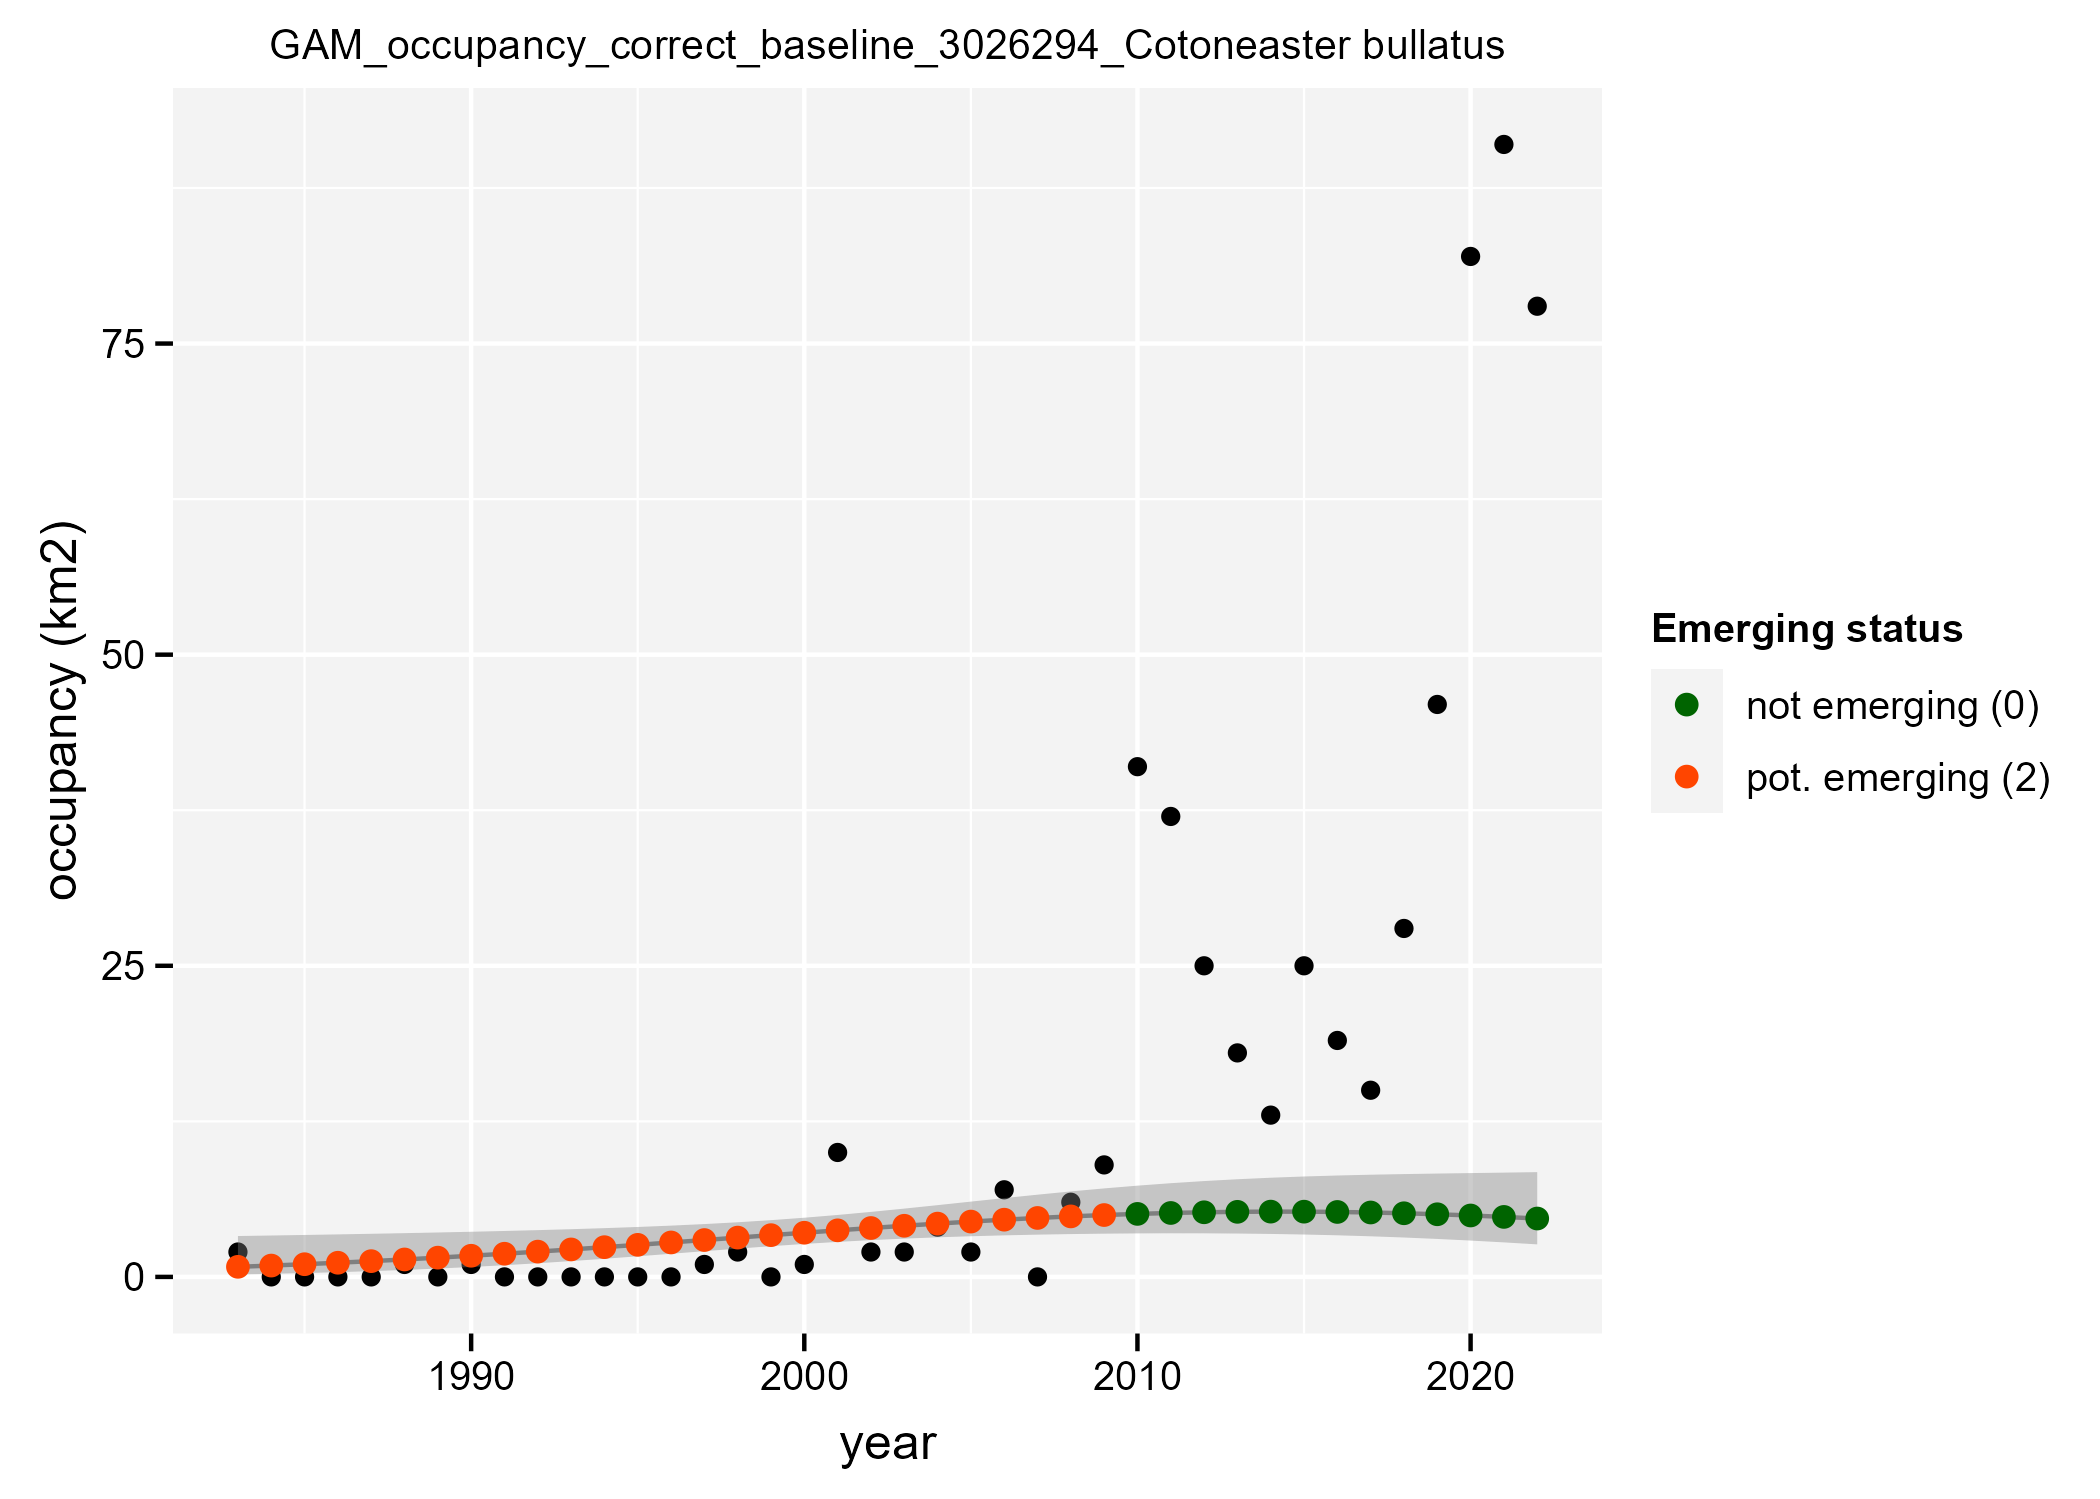 GAM_occupancy_correct_baseline_3026294_Cotoneaster bullatus
occupancy (km2)
75
50
25
0
1990 2000 2010 2020
year
Emerging status
not emerging (0)
pot. emerging (2)